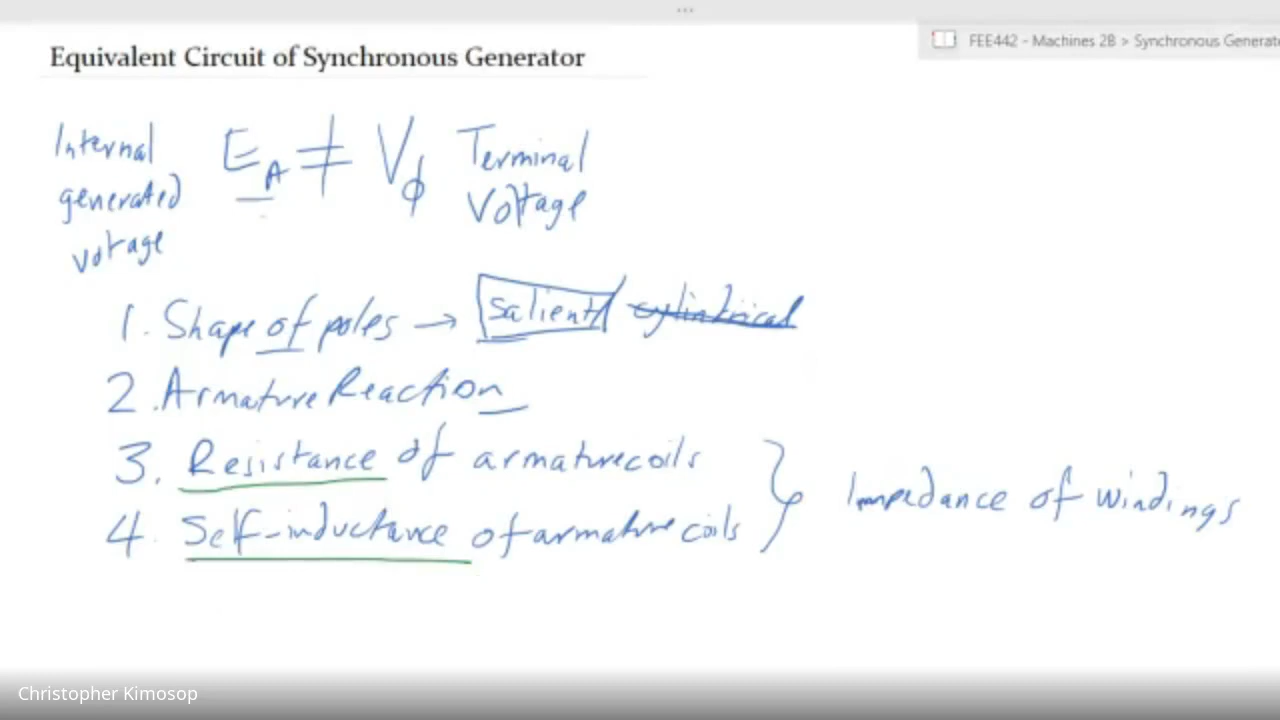 FEE442 - Machines 2B > Synchronous Generato
Equivalent Circuit of Synchronous Generator
Internal generated voltage E_A ≠ V_ϕ Terminal Voltage
1. Shape of poles → salient cylindrical
2. Armature Reaction
3. Resistance of armature coils
4. Self-inductance of armature coils
} Impedance of windings
Christopher Kimosop